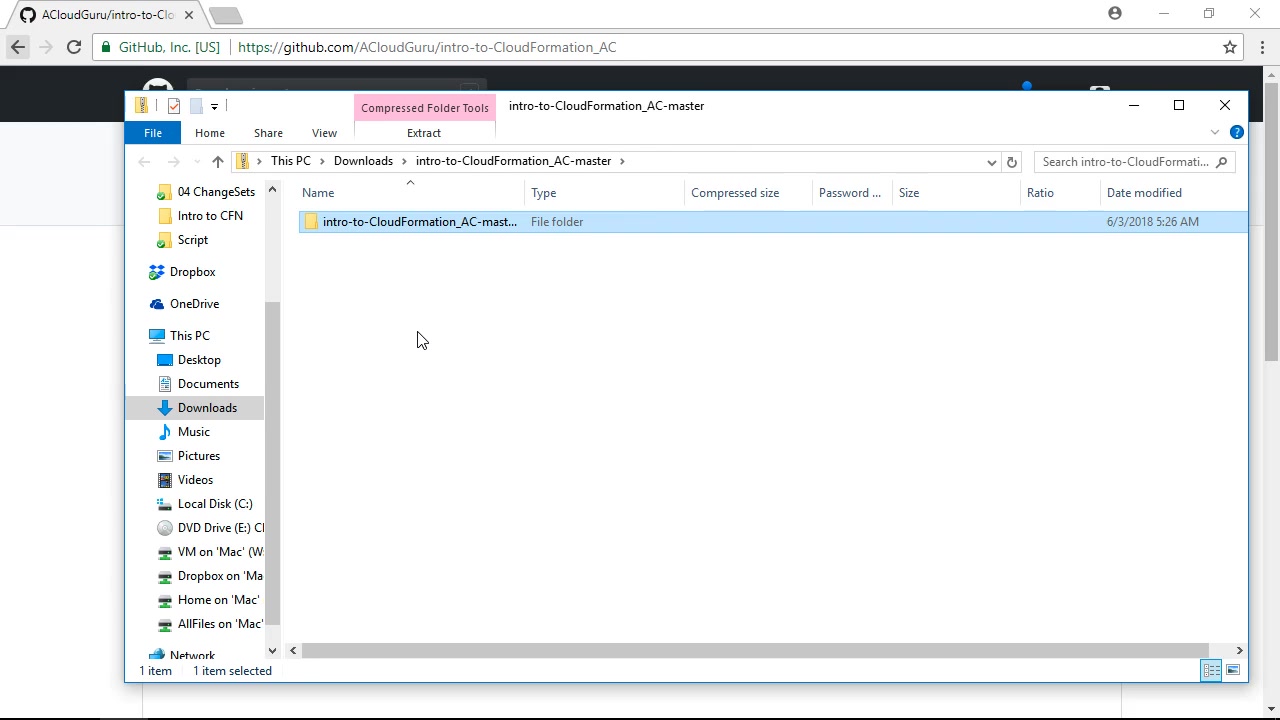 ACloudGuru/intro-to-Clo
GitHub, Inc. [US]
https://github.com/ACloudGuru/intro-to-CloudFormation_AC
Compressed Folder Tools
intro-to-CloudFormation_AC-master
File
Home
Share
View
Extract
This PC
Downloads
intro-to-CloudFormation_AC-master
Search intro-to-CloudFormati...
Name
Type
Compressed size
Password ...
Size
Ratio
Date modified
intro-to-CloudFormation_AC-mast...
File folder
6/3/2018 5:26 AM
04 ChangeSets
Intro to CFN
Script
Dropbox
OneDrive
This PC
Desktop
Documents
Downloads
Music
Pictures
Videos
Local Disk (C:)
DVD Drive (E:) C
VM on 'Mac' (W:
Dropbox on 'Ma
Home on 'Mac'
AllFiles on 'Mac'
Network
1 item
1 item selected